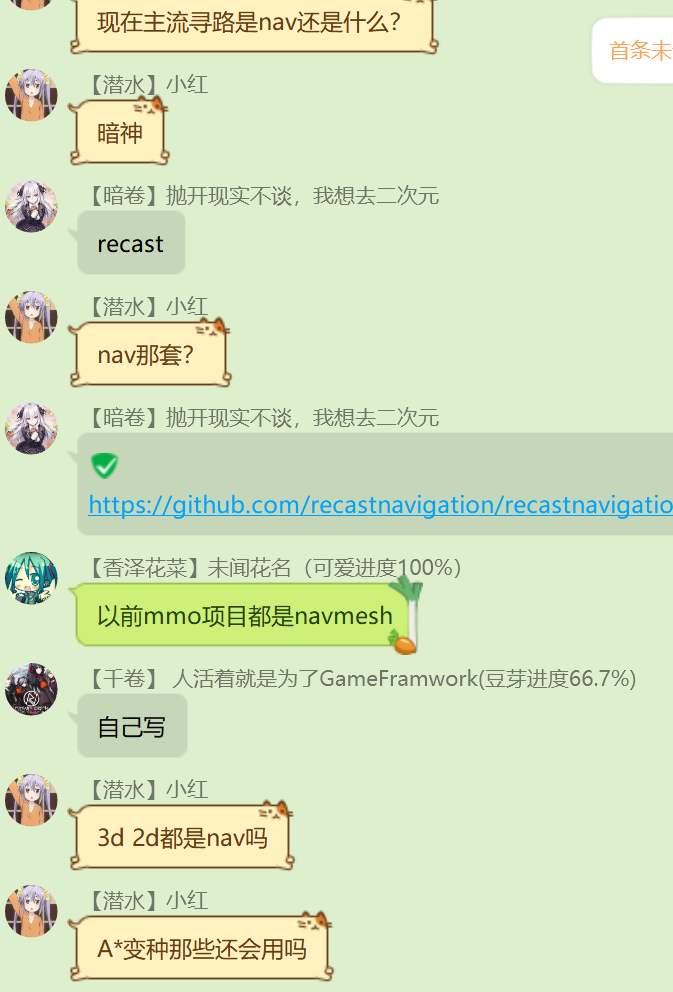 现在主流寻路是nav还是什么？
首条未
【潜水】小红
暗神
【暗卷】抛开现实不谈，我想去二次元
recast
【潜水】小红
nav那套？
【暗卷】抛开现实不谈，我想去二次元
https://github.com/recastnavigation/recastnavigatio
【香泽花菜】未闻花名（可爱进度100%）
以前mmo项目都是navmesh
【千卷】 人活着就是为了GameFramwork(豆芽进度66.7%)
自己写
【潜水】小红
3d 2d都是nav吗
【潜水】小红
A*变种那些还会用吗